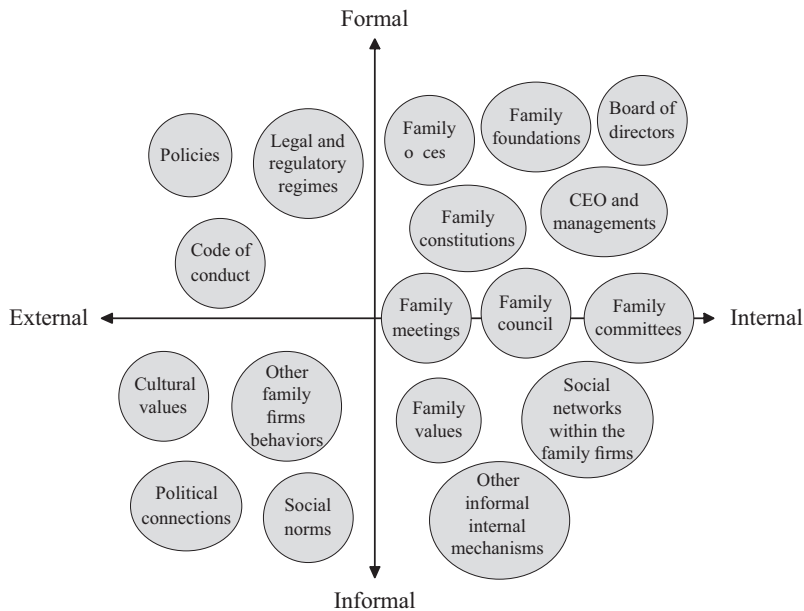 Formal
Policies
Legal and
regulatory
regimes
Family
o ces
Family
foundations
Board of
directors
Family
constitutions
CEO and
managements
Code of
conduct
External
Family
meetings
Family
council
Family
committees
Internal
Cultural
values
Other
family
firms
behaviors
Family
values
Social
networks
within the
family firms
Political
connections
Social
norms
Other
informal
internal
mechanisms
Informal